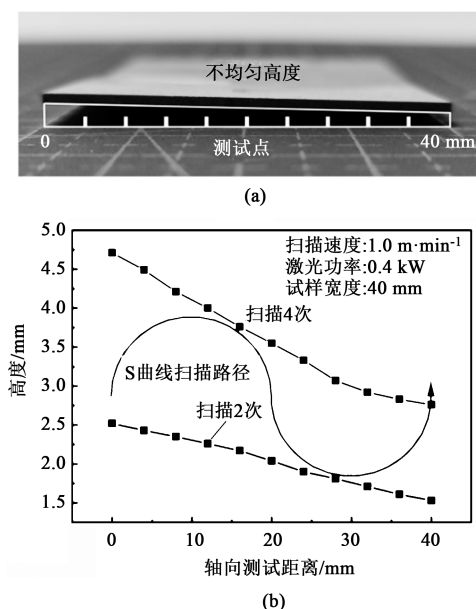 不均匀高度
0
40 mm
测试点
(a)
5.0
4.5
4.0
3.5
3.0
2.5
2.0
1.5
高度/mm
扫描速度:1.0 m·min⁻¹
激光功率:0.4 kW
试样宽度:40 mm
扫描4次
S曲线扫描路径
扫描2次
0 10 20 30 40
轴向测试距离/mm
(b)